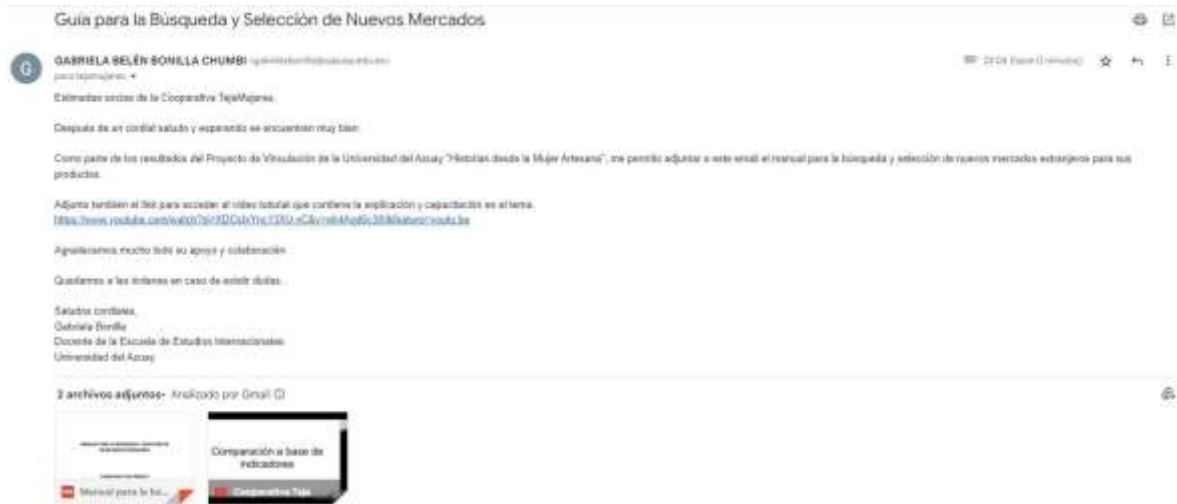 Guía para la Búsqueda y Selección de Nuevos Mercados
G
GABRIELA BELÉN BONILLA CHUMBI
para tejemujeres
Estimadas socias de la Cooperativa TejeMujeres.
Después de un cordial saludo y esperando se encuentren muy bien.
Como parte de los resultados del Proyecto de Vinculación de la Universidad del Azuay "Historias desde la Mujer Artesana", me permito adjuntar a este email el manual para la búsqueda y selección de nuevos mercados extranjeros para sus
productos.
Adjunto también el link para acceder al video tutorial que contiene la explicación y capacitación en el tema.
Agradecemos mucho todo su apoyo y colaboración
Quedamos a las órdenes en caso de existir dudas.
Saludos cordiales,
Gabriela Bonilla
Docente de la Escuela de Estudios Internacionales
Universidad del Azuay
2 archivos adjuntos • Analizado por Gmail
Comparación a base de
indicadores
Manual para la bú...
Cooperativa Teje